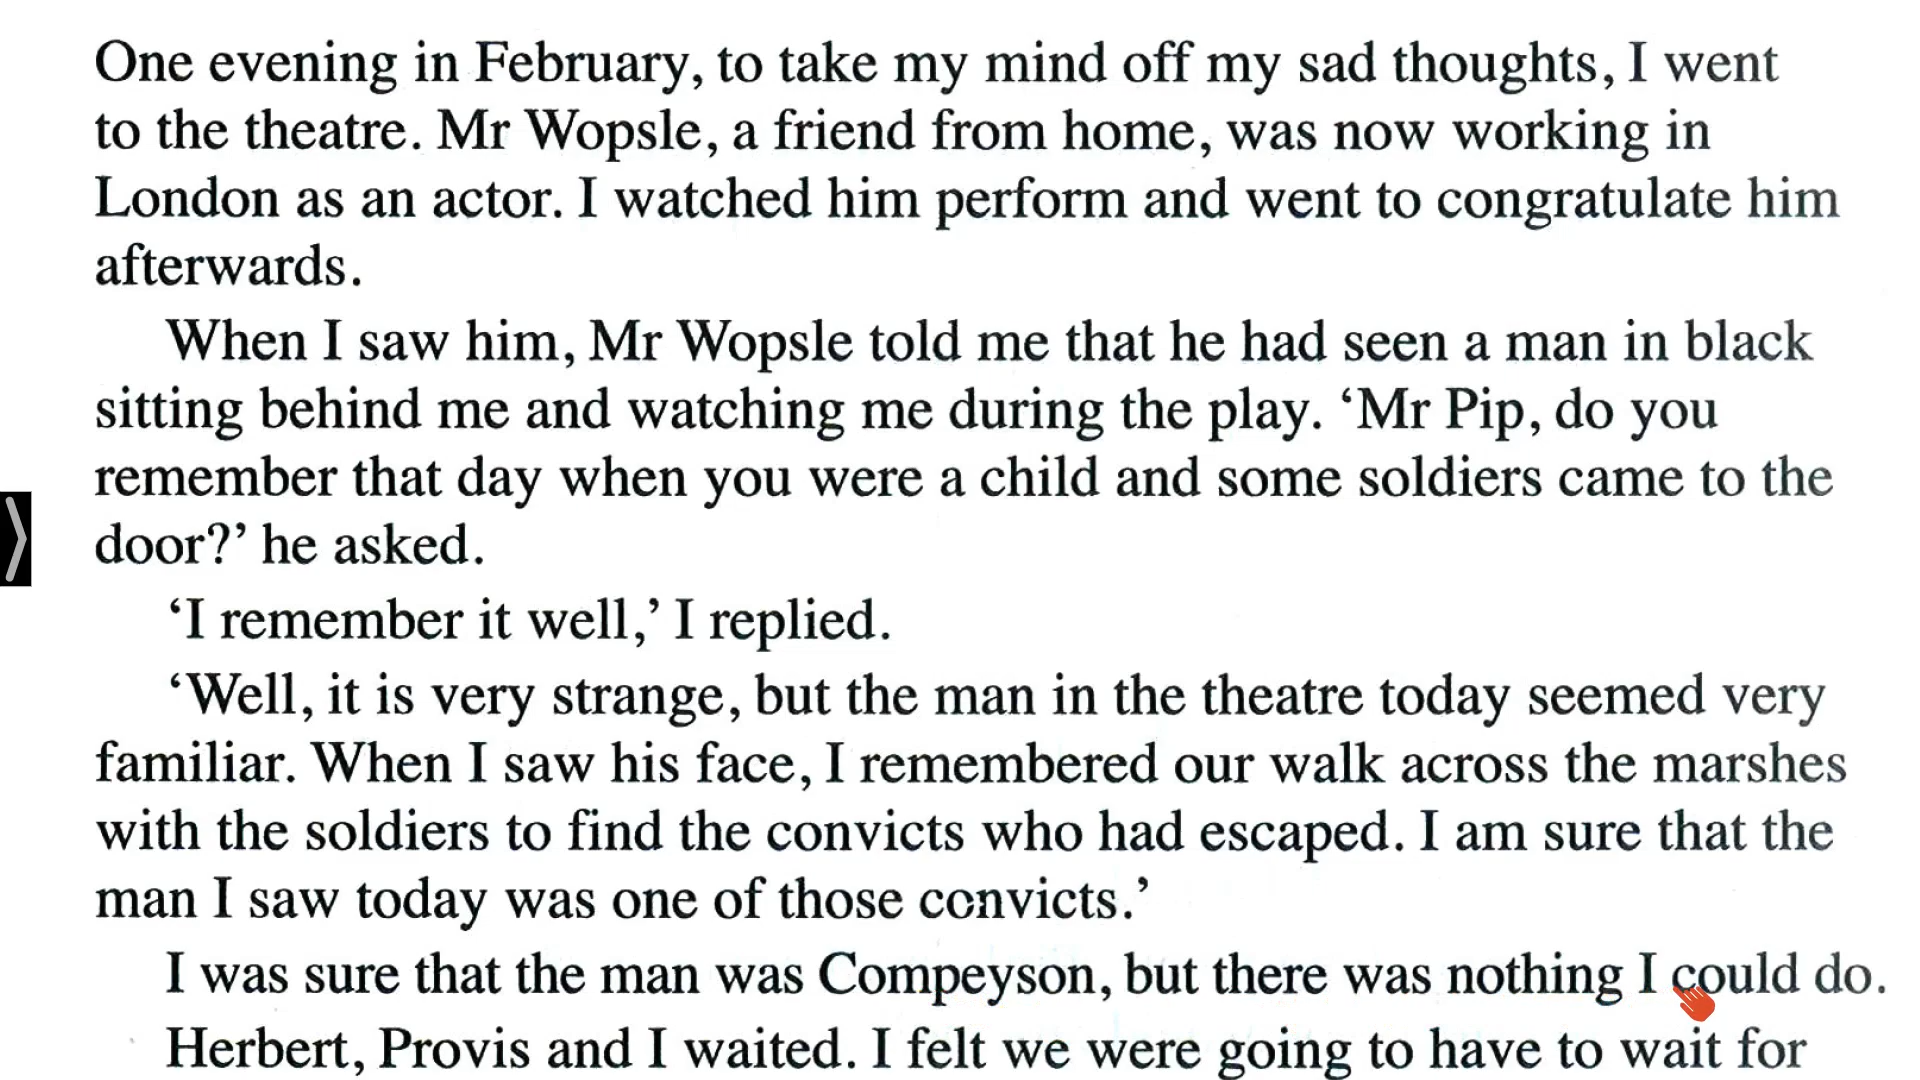 One evening in February, to take my mind off my sad thoughts, I went
to the theatre. Mr Wopsle, a friend from home, was now working in
London as an actor. I watched him perform and went to congratulate him
afterwards.
When I saw him, Mr Wopsle told me that he had seen a man in black
sitting behind me and watching me during the play. ‘Mr Pip, do you
remember that day when you were a child and some soldiers came to the
door?’ he asked.
‘I remember it well,’ I replied.
‘Well, it is very strange, but the man in the theatre today seemed very
familiar. When I saw his face, I remembered our walk across the marshes
with the soldiers to find the convicts who had escaped. I am sure that the
man I saw today was one of those convicts.’
I was sure that the man was Compeyson, but there was nothing I could do.
Herbert, Provis and I waited. I felt we were going to have to wait for